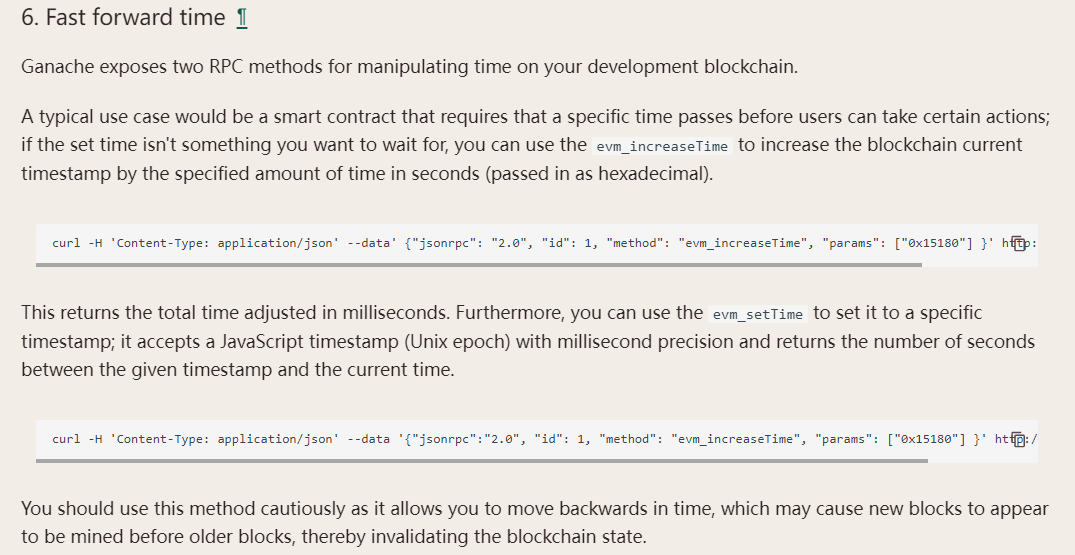 6. Fast forward time ¶
Ganache exposes two RPC methods for manipulating time on your development blockchain.
A typical use case would be a smart contract that requires that a specific time passes before users can take certain actions;
if the set time isn't something you want to wait for, you can use the evm_increaseTime to increase the blockchain current
timestamp by the specified amount of time in seconds (passed in as hexadecimal).
curl -H 'Content-Type: application/json' --data' {"jsonrpc": "2.0", "id": 1, "method": "evm_increaseTime", "params": ["0x15180"] }' http:
This returns the total time adjusted in milliseconds. Furthermore, you can use the evm_setTime to set it to a specific
timestamp; it accepts a JavaScript timestamp (Unix epoch) with millisecond precision and returns the number of seconds
between the given timestamp and the current time.
curl -H 'Content-Type: application/json' --data '{"jsonrpc":"2.0", "id": 1, "method": "evm_increaseTime", "params": ["0x15180"] }' http:/
You should use this method cautiously as it allows you to move backwards in time, which may cause new blocks to appear
to be mined before older blocks, thereby invalidating the blockchain state.